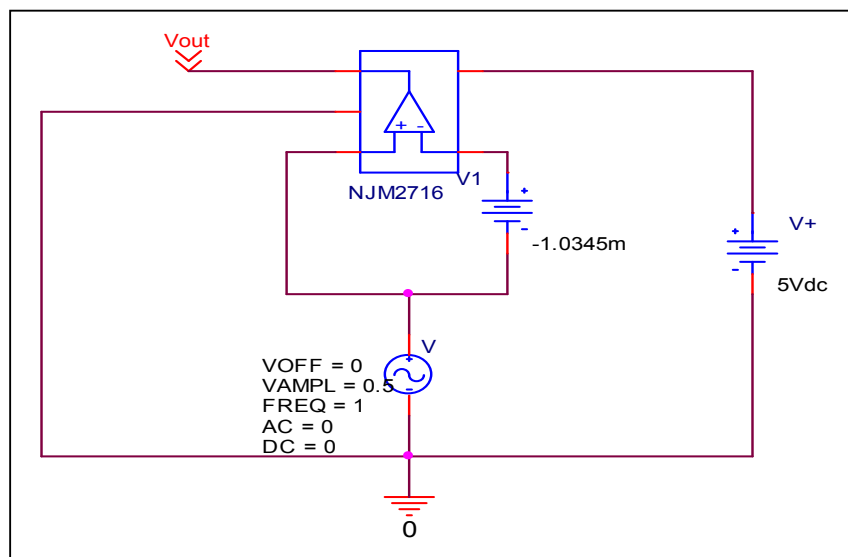 Vout
+ -
NJM2716
V1
+
-
-1.0345m
V+
+
-
5Vdc
V
+
-
VOFF = 0
VAMPL = 0.5
FREQ = 1
AC = 0
DC = 0
0